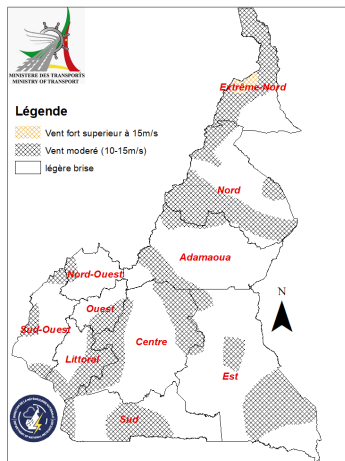 MINISTERE DES TRANSPORTS
MINISTRY OF TRANSPORT
Légende
Vent fort superieur à 15m/s
Vent moderé (10-15m/s)
légère brise
Extrême-Nord
Nord
Adamaoua
Nord-Ouest
Ouest
Sud-Ouest
Centre
Littoral
Est
Sud
N